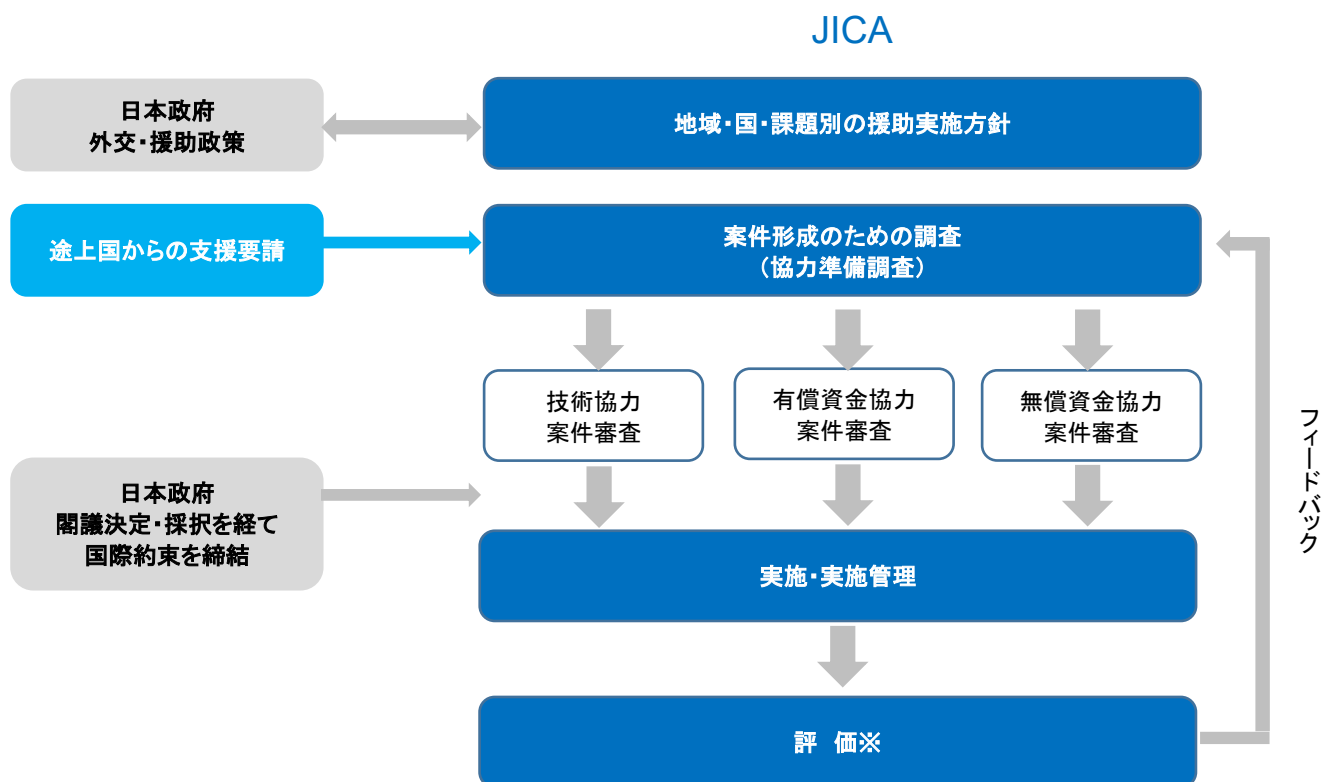 JICA
日本政府
外交・援助政策
地域・国・課題別の援助実施方針
途上国からの支援要請
案件形成のための調査
（協力準備調査）
技術協力
案件審査
有償資金協力
案件審査
無償資金協力
案件審査
フィードバック
日本政府
閣議決定・採択を経て
国際約束を締結
実施・実施管理
評　価※